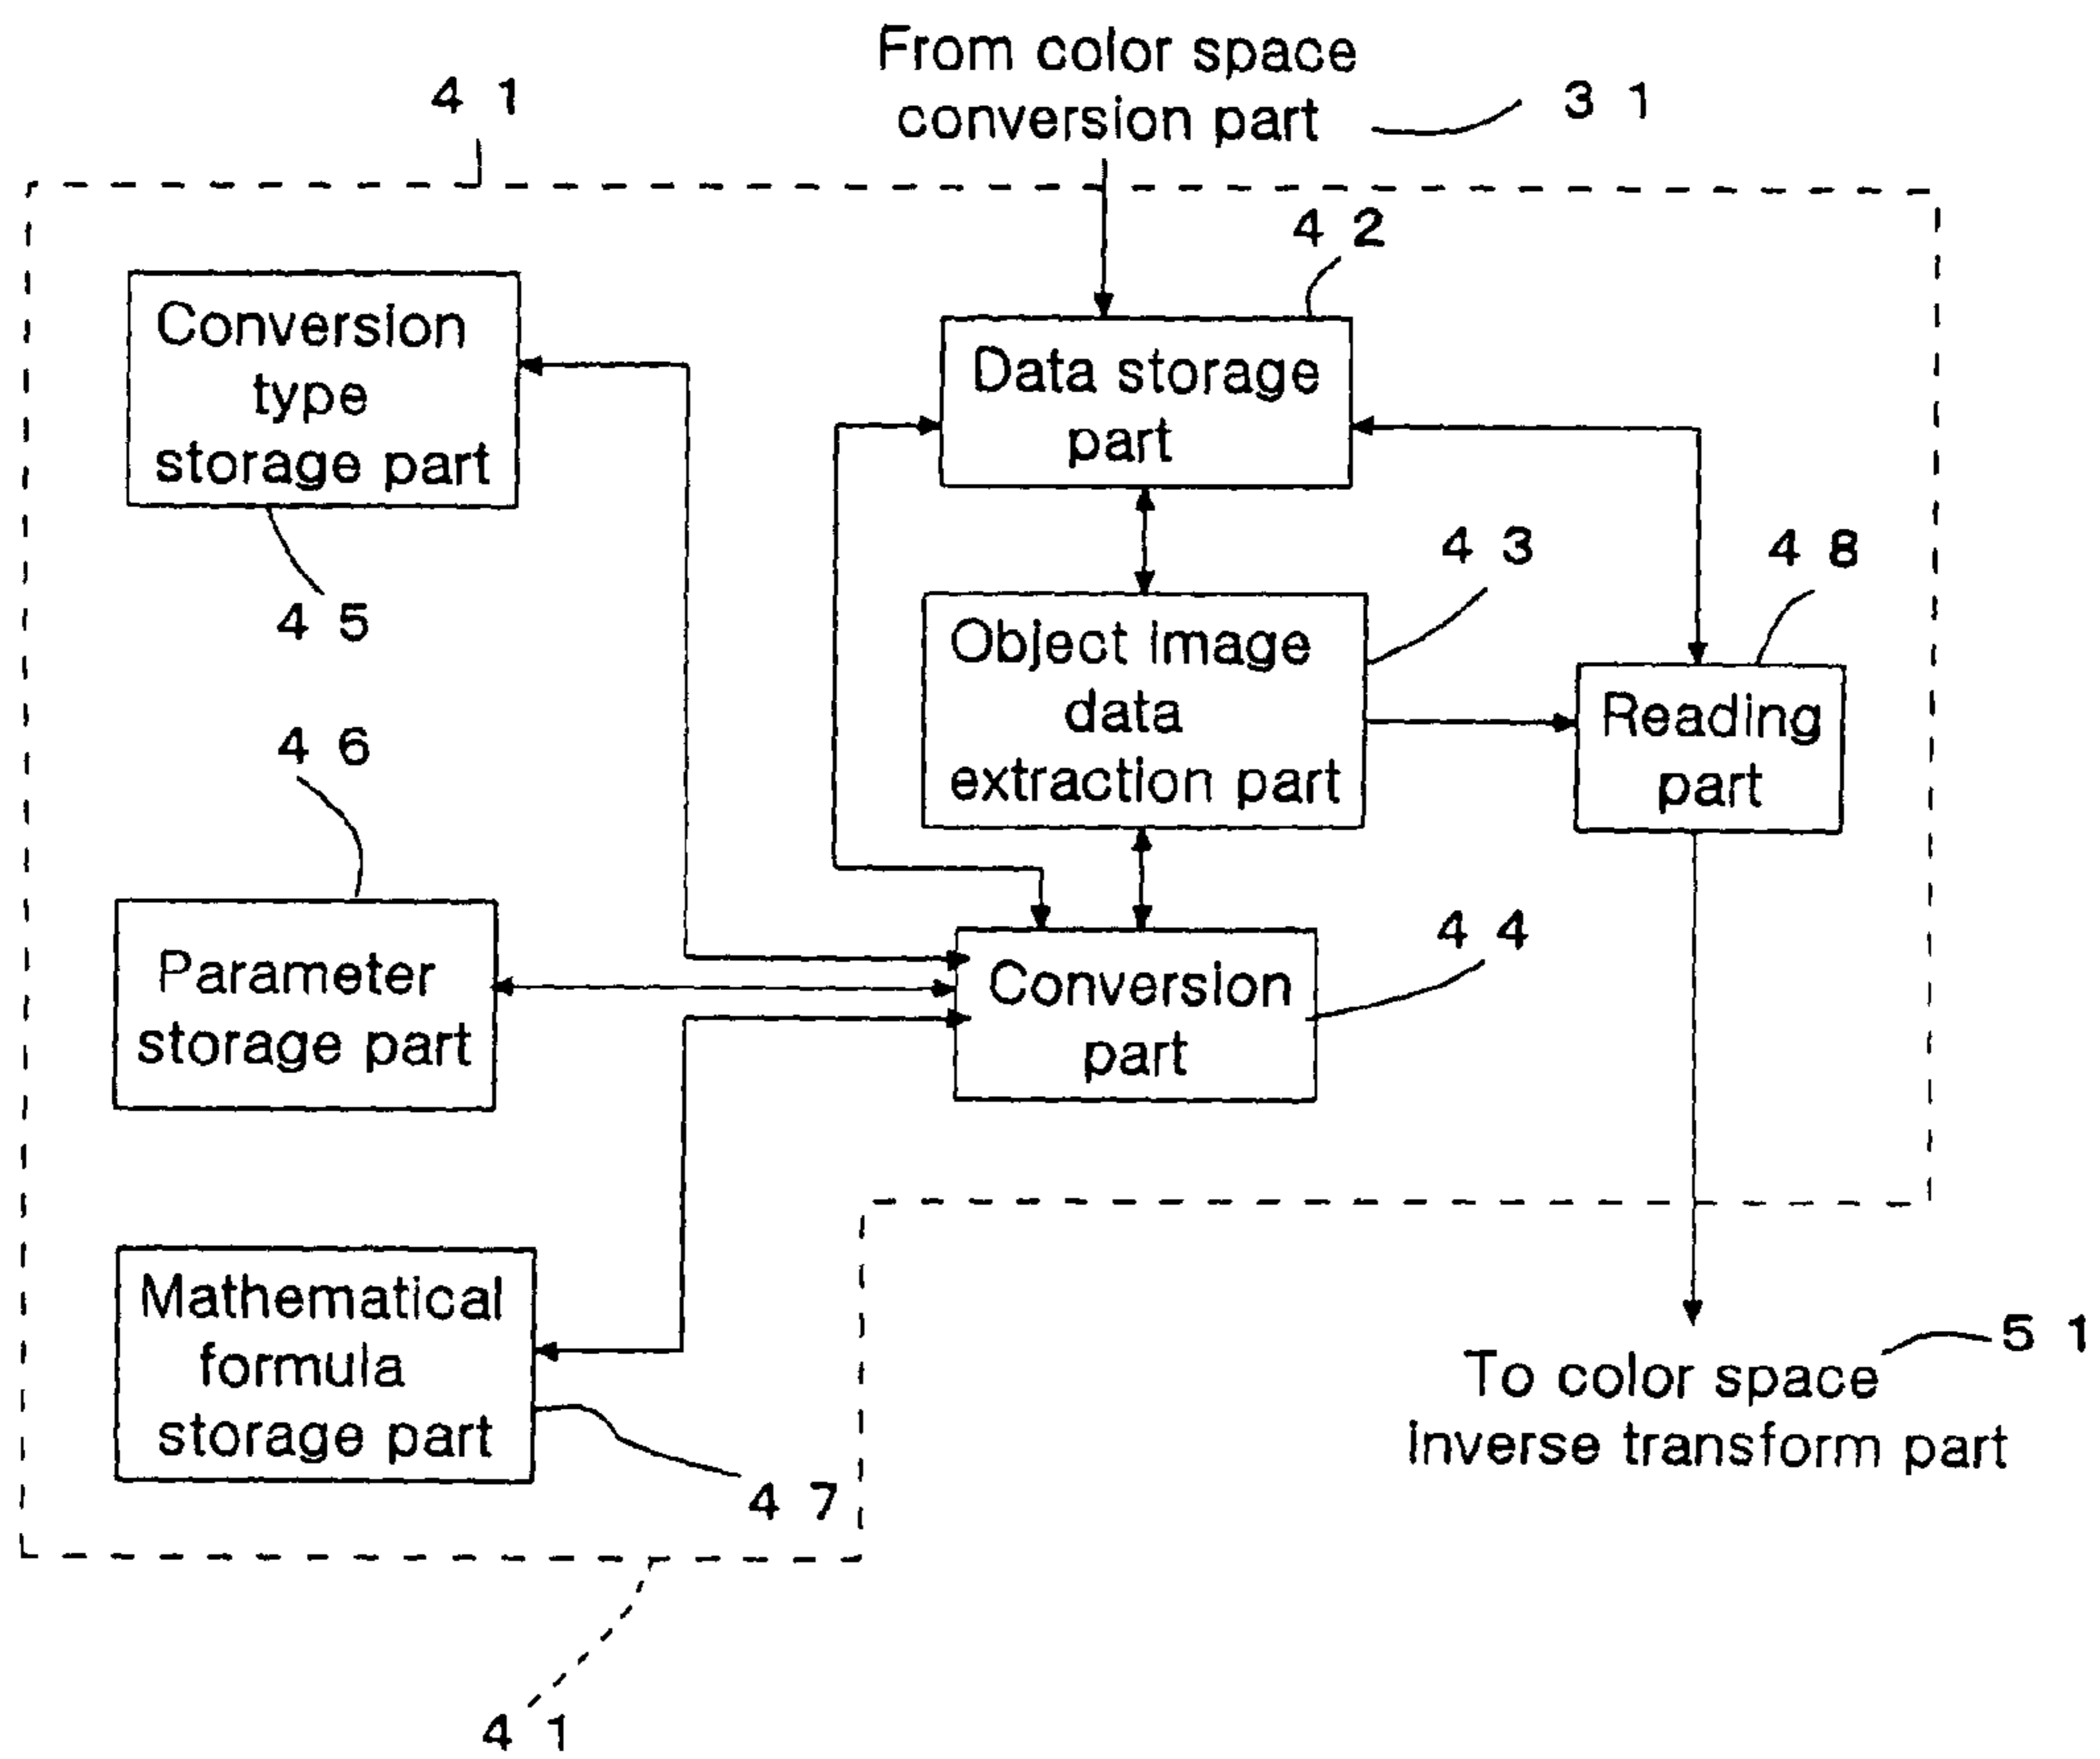 From color space
conversion part
3 1
4 1
4 2
Conversion
type
storage part
4 5
Data storage
part
4 3
4 8
Object image
data
extraction part
Reading
part
4 6
4 4
Parameter
storage part
Conversion
part
Mathematical
formula
storage part
4 7
5 1
To color space
inverse transform part
4 1